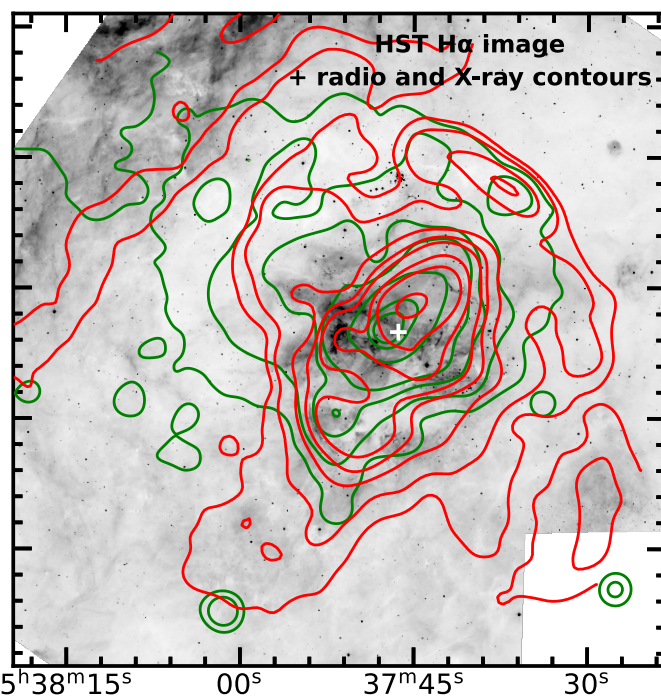 HST Hα image
+ radio and X-ray contours
5ʰ38ᵐ15ˢ 00ˢ 37ᵐ45ˢ 30ˢ